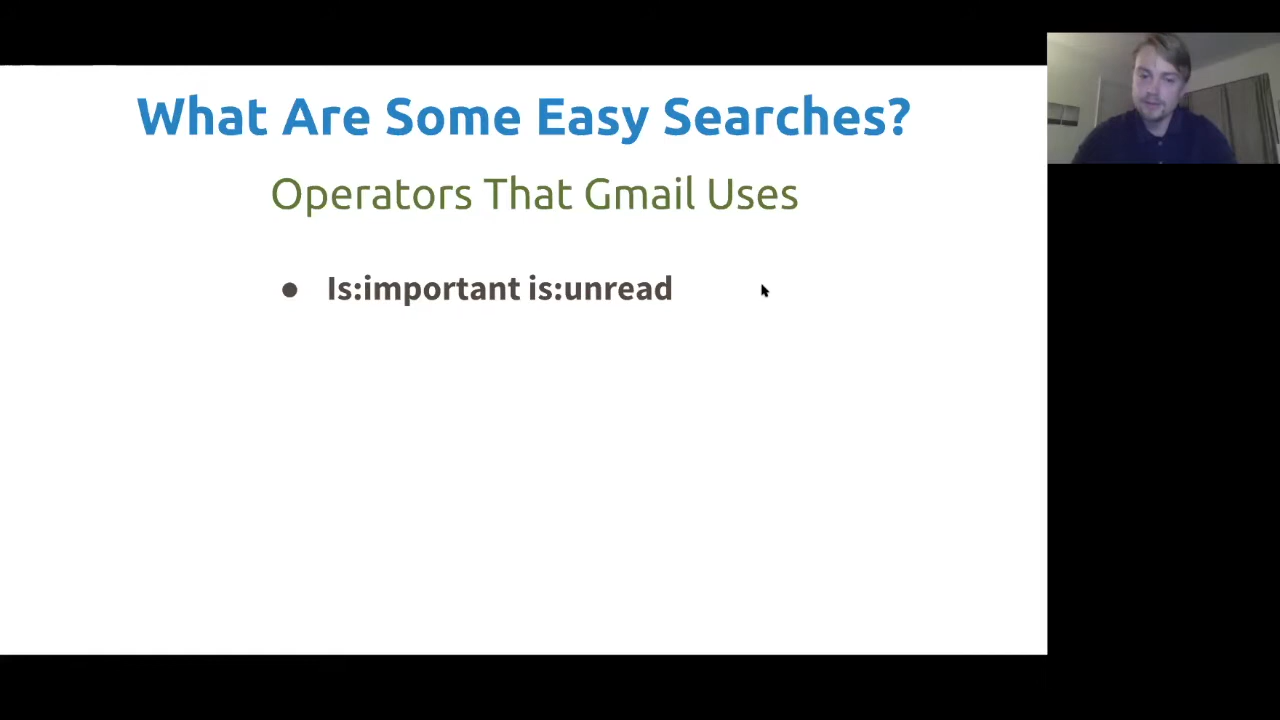 What Are Some Easy Searches?
Operators That Gmail Uses
● Is:important is:unread